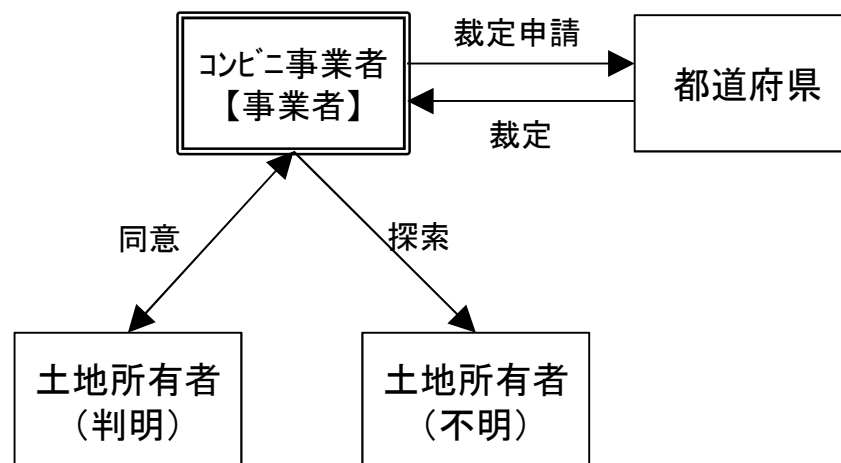 コンビニ事業者
【事業者】
裁定申請
都道府県
裁定
同意
探索
土地所有者
（判明）
土地所有者
（不明）